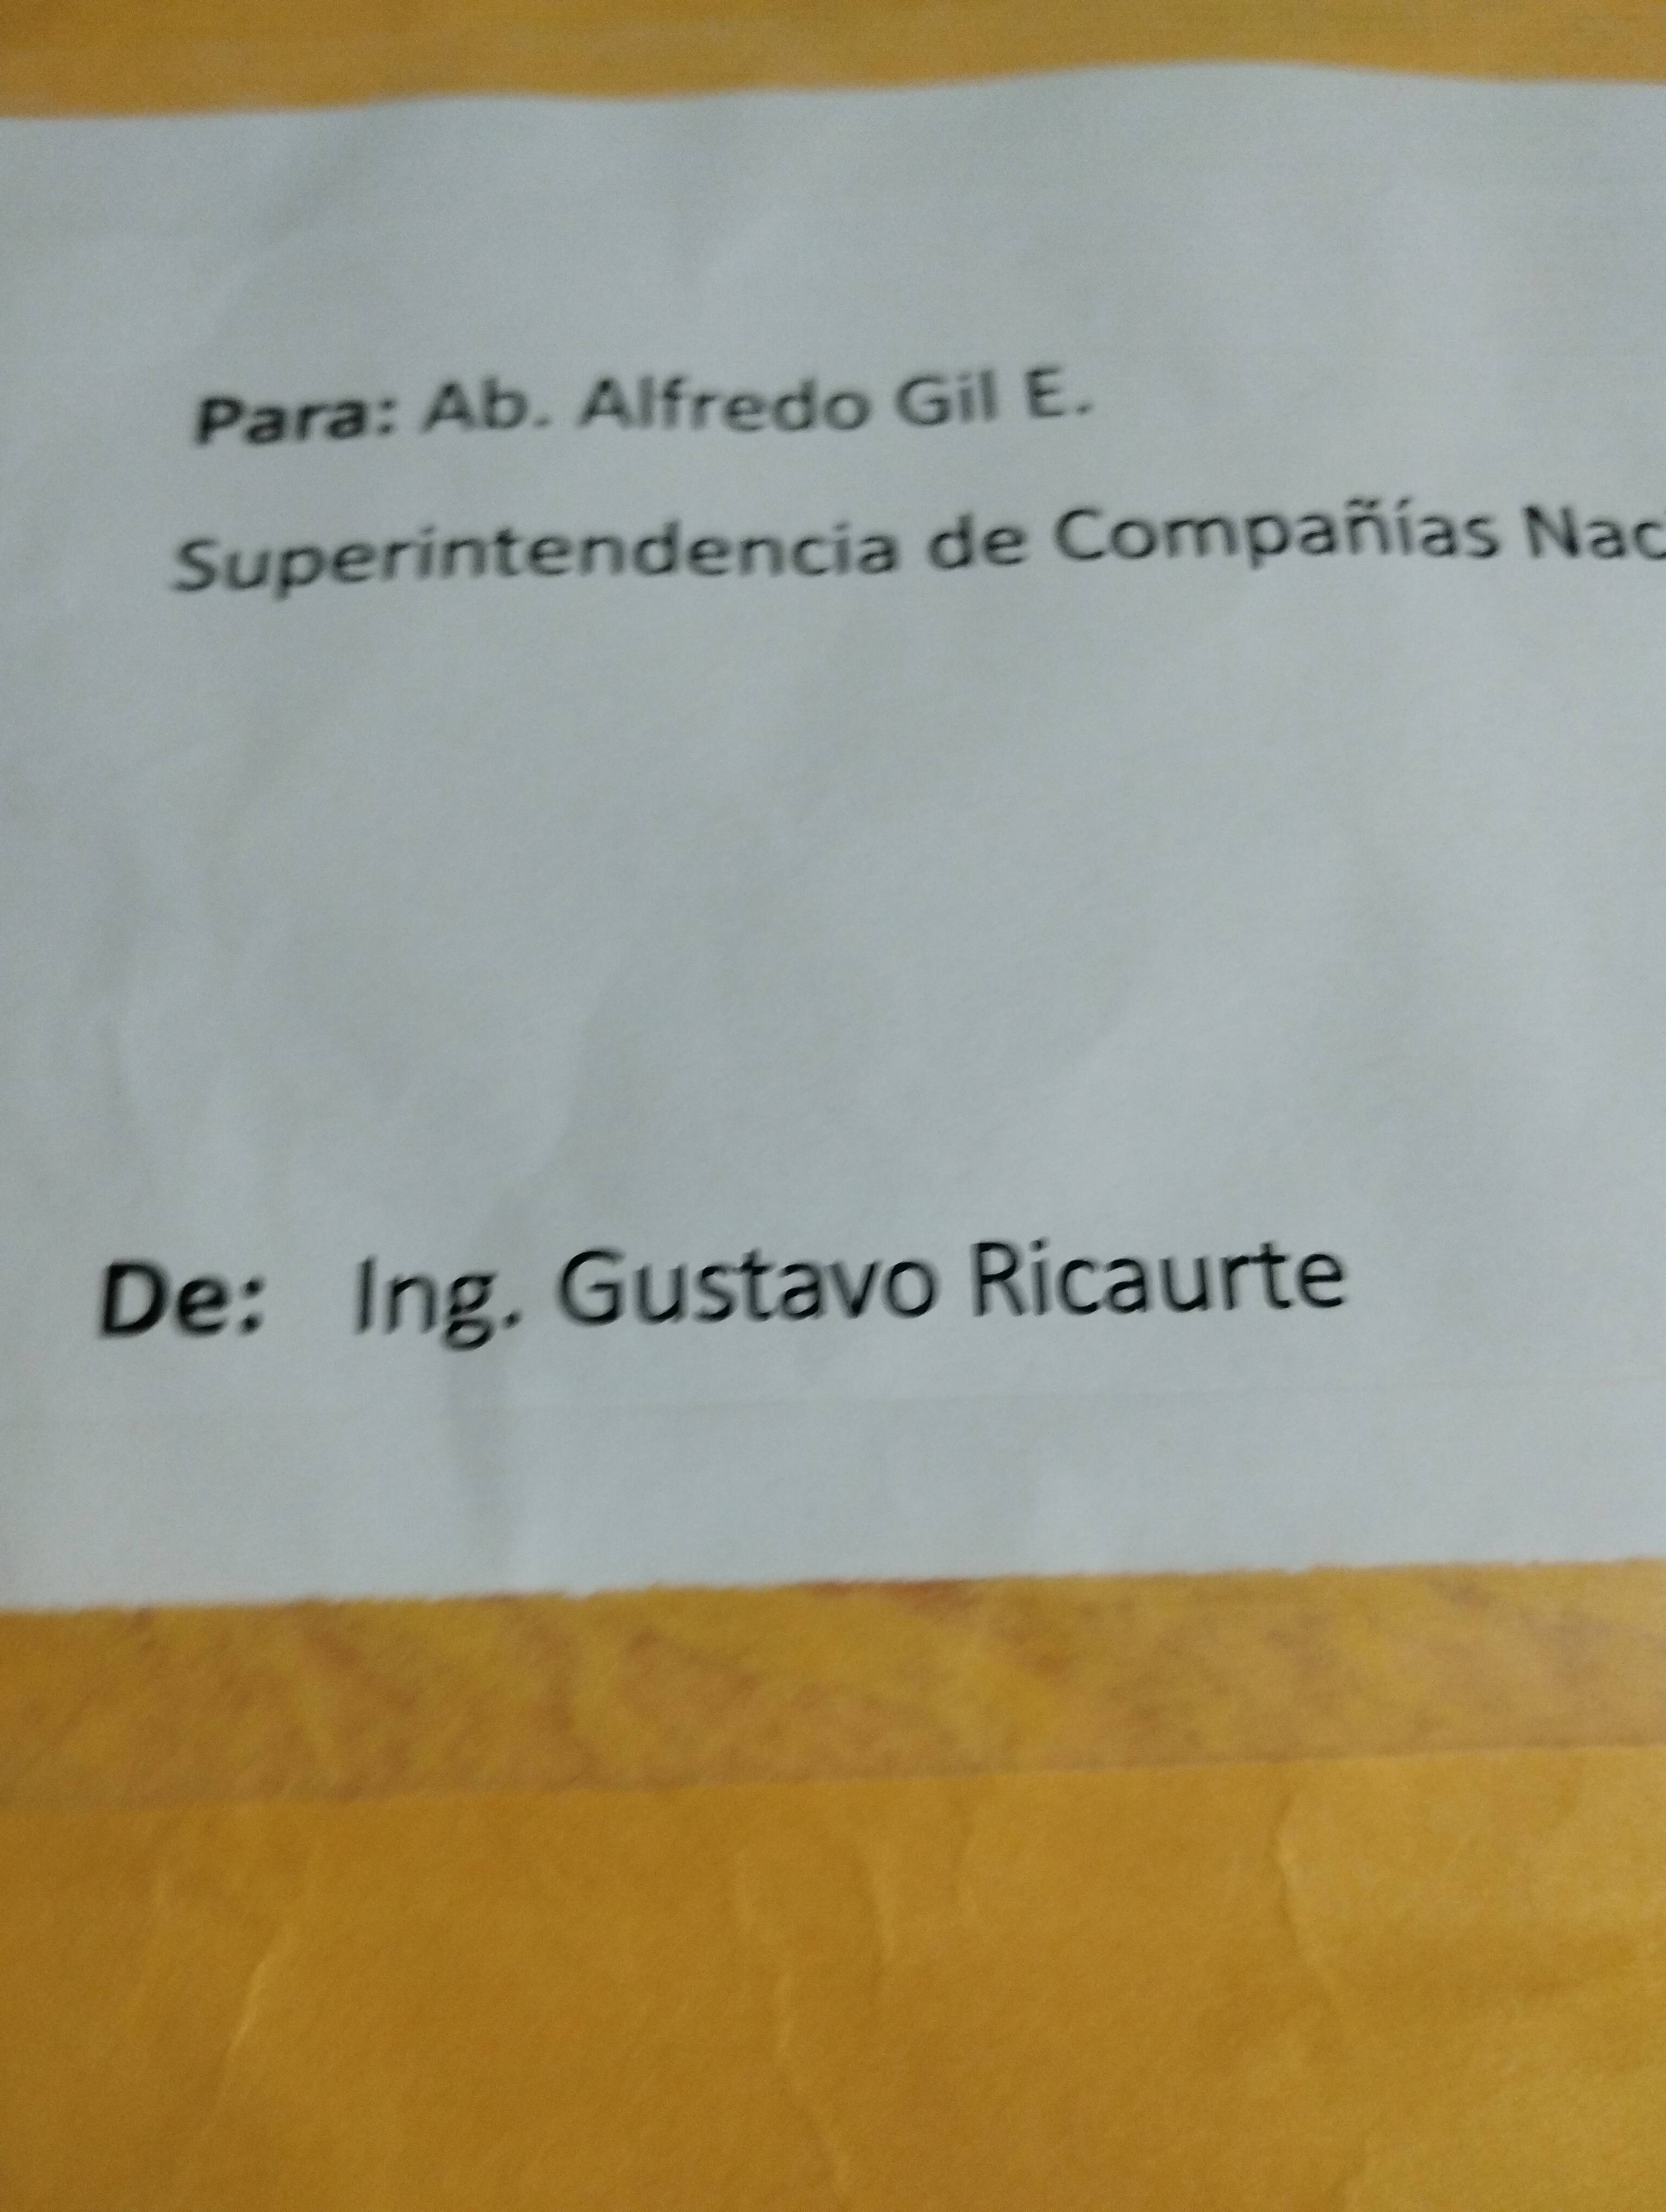 Para: Ab. Alfredo Gil E.
Superintendencia de Compañías
De: Ing. Gustavo Ricaurte